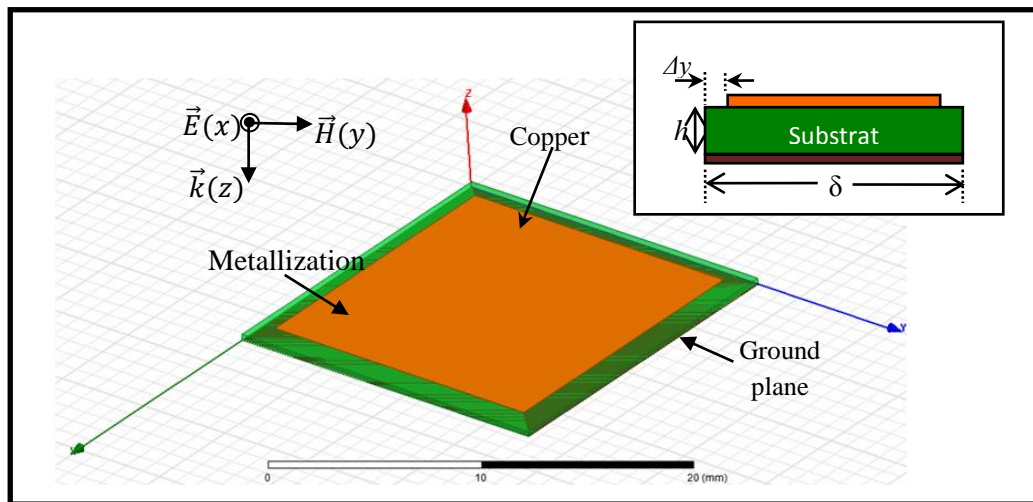 Δy
h
Substrat
δ
z
E⃗(x)
H⃗(y)
k⃗(z)
Copper
Metallization
Ground
plane
0
10
20 (mm)